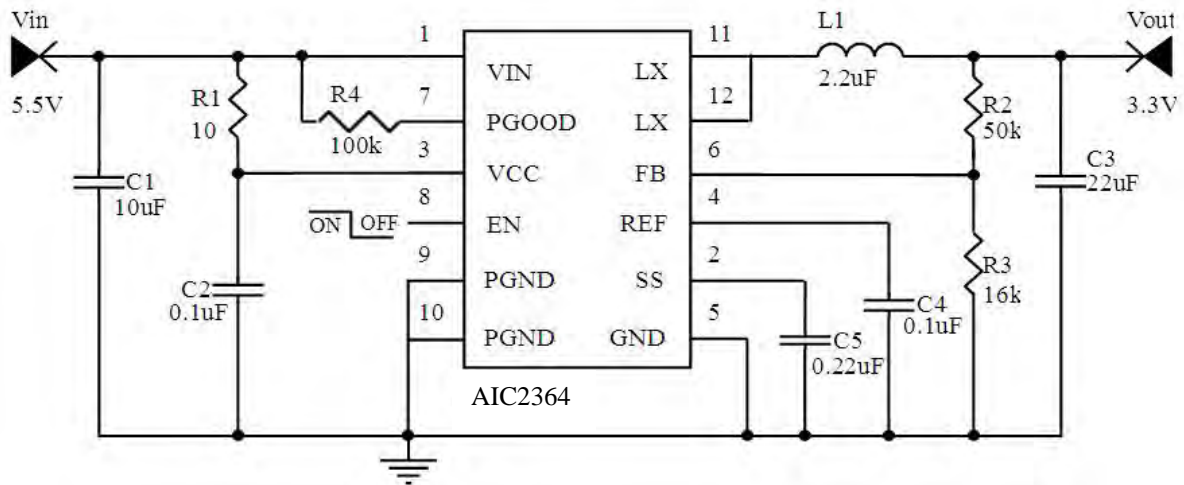 Vin
5.5V
C1
10uF
R1
10
C2
0.1uF
R4
100k
ON OFF
1
7
3
8
9
10
VIN
PGOOD
VCC
EN
PGND
PGND
LX
LX
FB
REF
SS
GND
AIC2364
11
12
6
4
2
5
L1
2.2uF
C5
0.22uF
C4
0.1uF
R2
50k
R3
16k
C3
22uF
Vout
3.3V